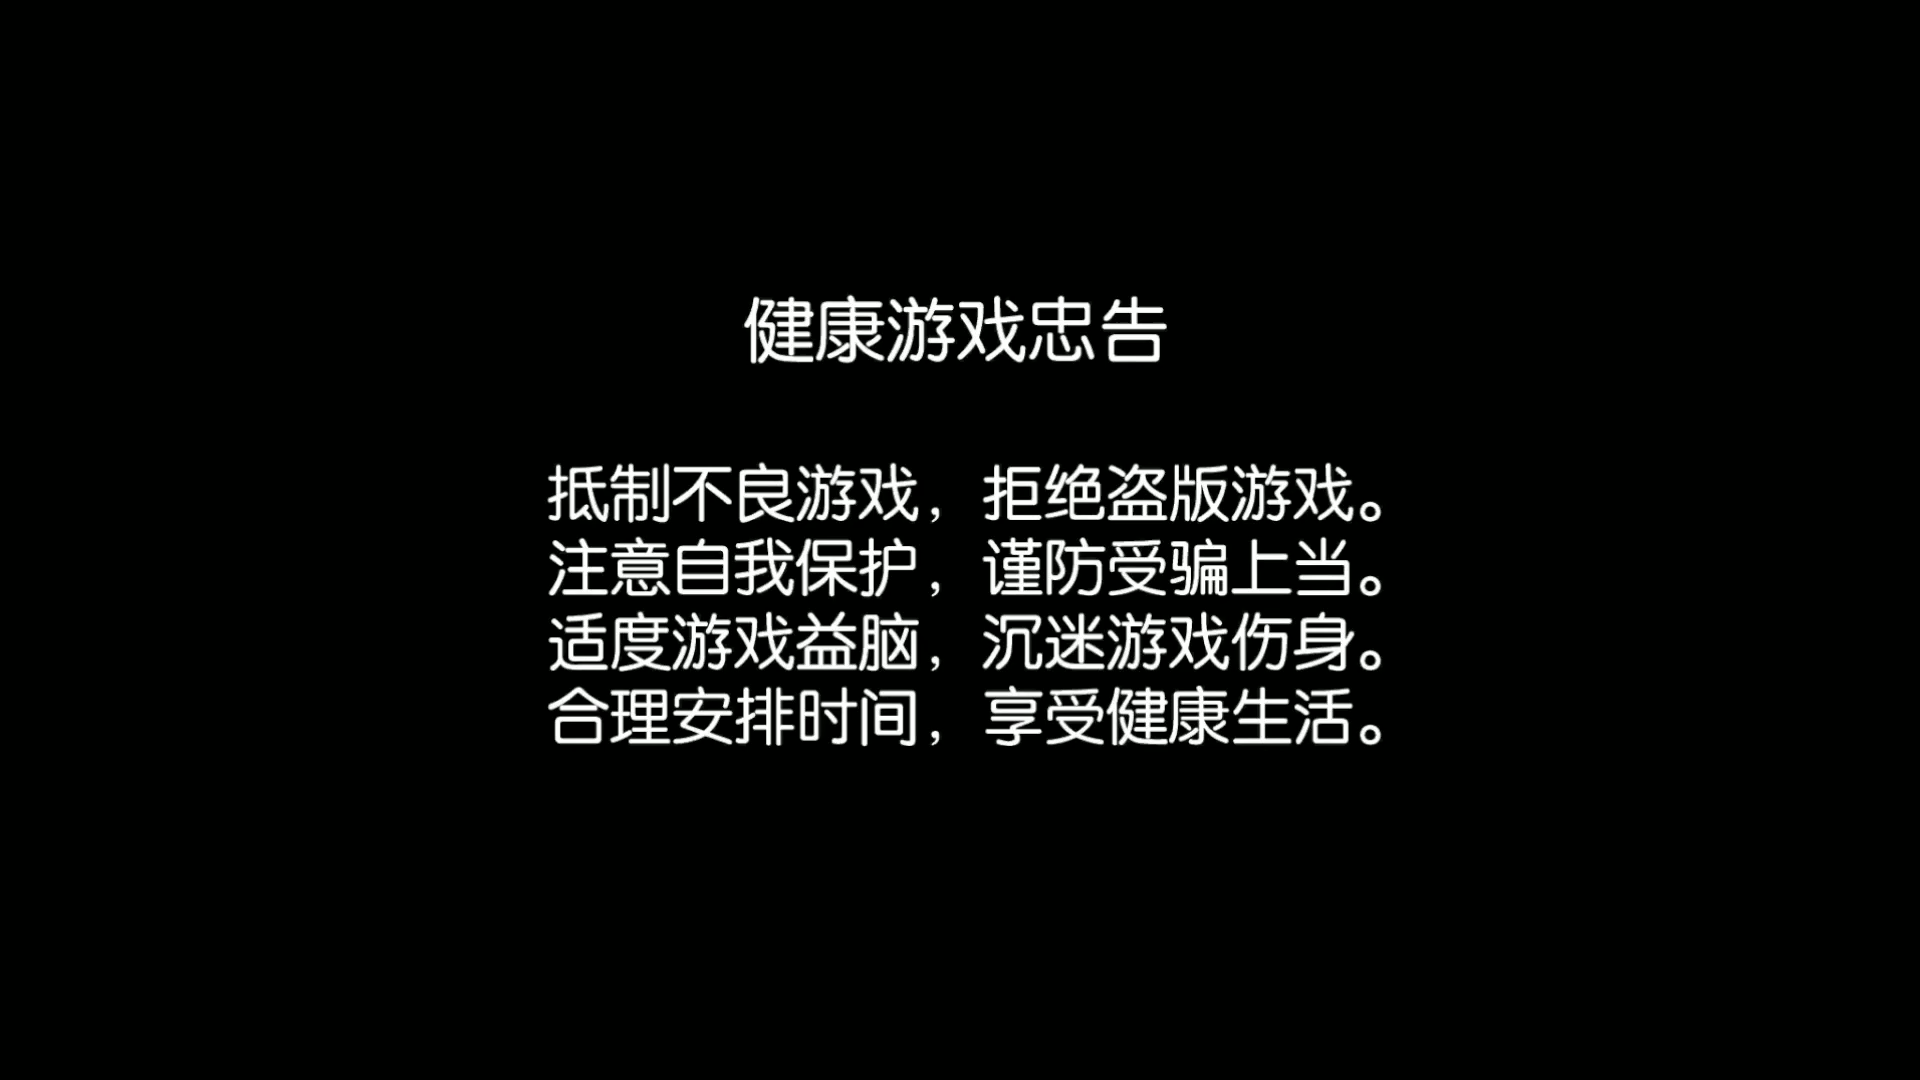 健康游戏忠告
抵制不良游戏，拒绝盗版游戏。
注意自我保护，谨防受骗上当。
适度游戏益脑，沉迷游戏伤身。
合理安排时间，享受健康生活。